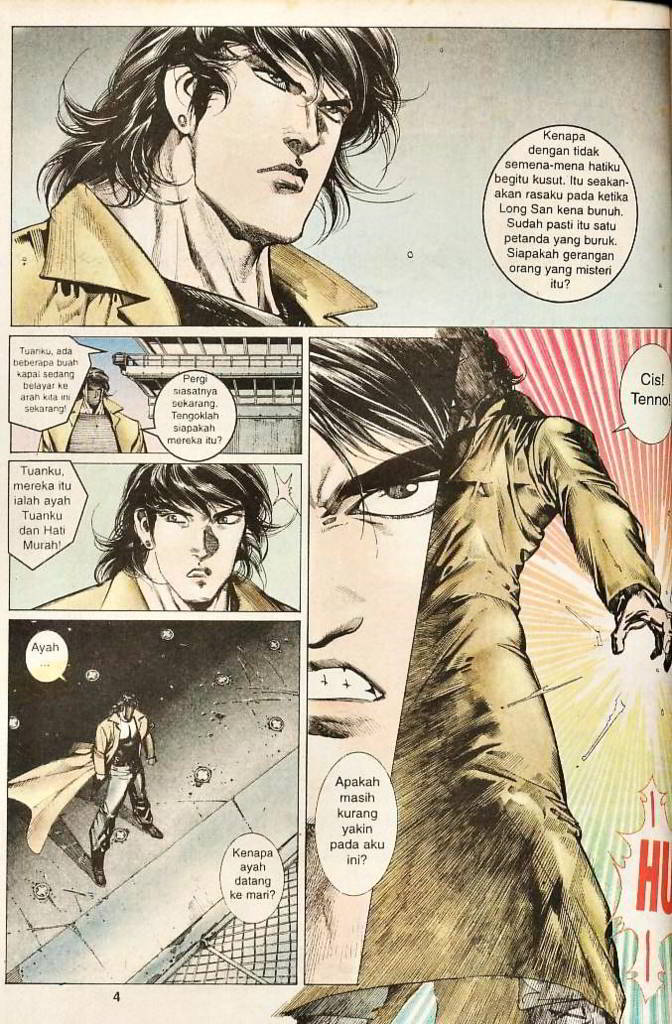 Kenapa
dengan tidak
semena-mena hatiku
begitu kusut. Itu seakan-
akan rasaku pada ketika
Long San kena bunuh.
Sudah pasti itu satu
petanda yang buruk.
Siapakah gerangan
orang yang misteri
itu?
Tuanku, ada
beberapa buah
kapal sedang
belayar ke
arah kita ini
sekarang!
Pergi
siasatnya
sekarang.
Tengoklah
siapakah
mereka itu?
Tuanku,
mereka itu
ialah ayah
Tuanku
dan Hati
Murah!
Ayah
...
Kenapa
ayah
datang
ke mari?
Cis!
Tenno!
Apakah
masih
kurang
yakin
pada aku
ini?
HU
4